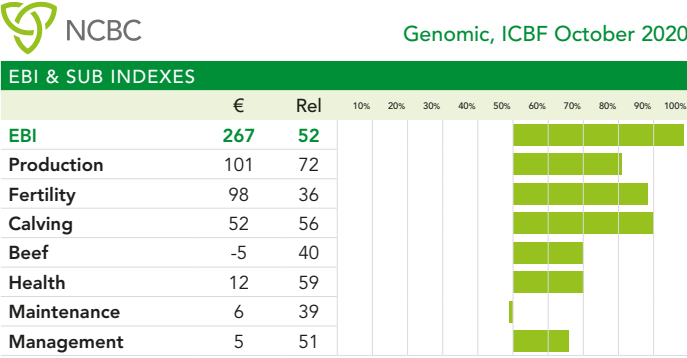 NCBC
Genomic, ICBF October 2020
EBI & SUB INDEXES
€ Rel 10% 20% 30% 40% 50% 60% 70% 80% 90% 100%
EBI 267 52
Production 101 72
Fertility 98 36
Calving 52 56
Beef -5 40
Health 12 59
Maintenance 6 39
Management 5 51